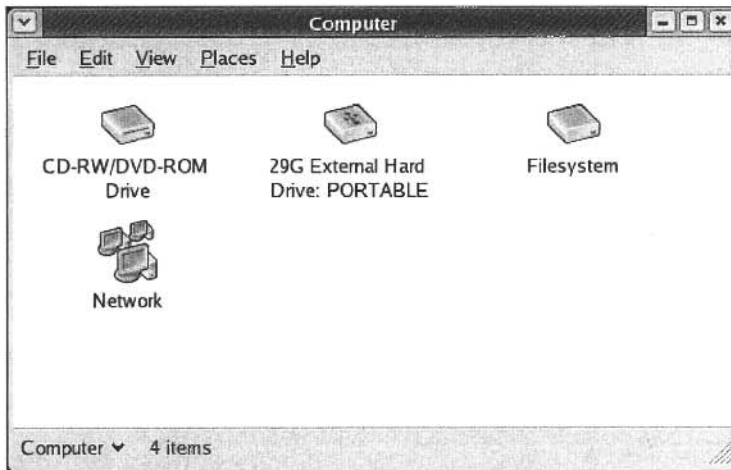 Computer
File Edit View Places Help
CD-RW/DVD-ROM
Drive
29G External Hard
Drive: PORTABLE
Filesystem
Network
Computer 4 items